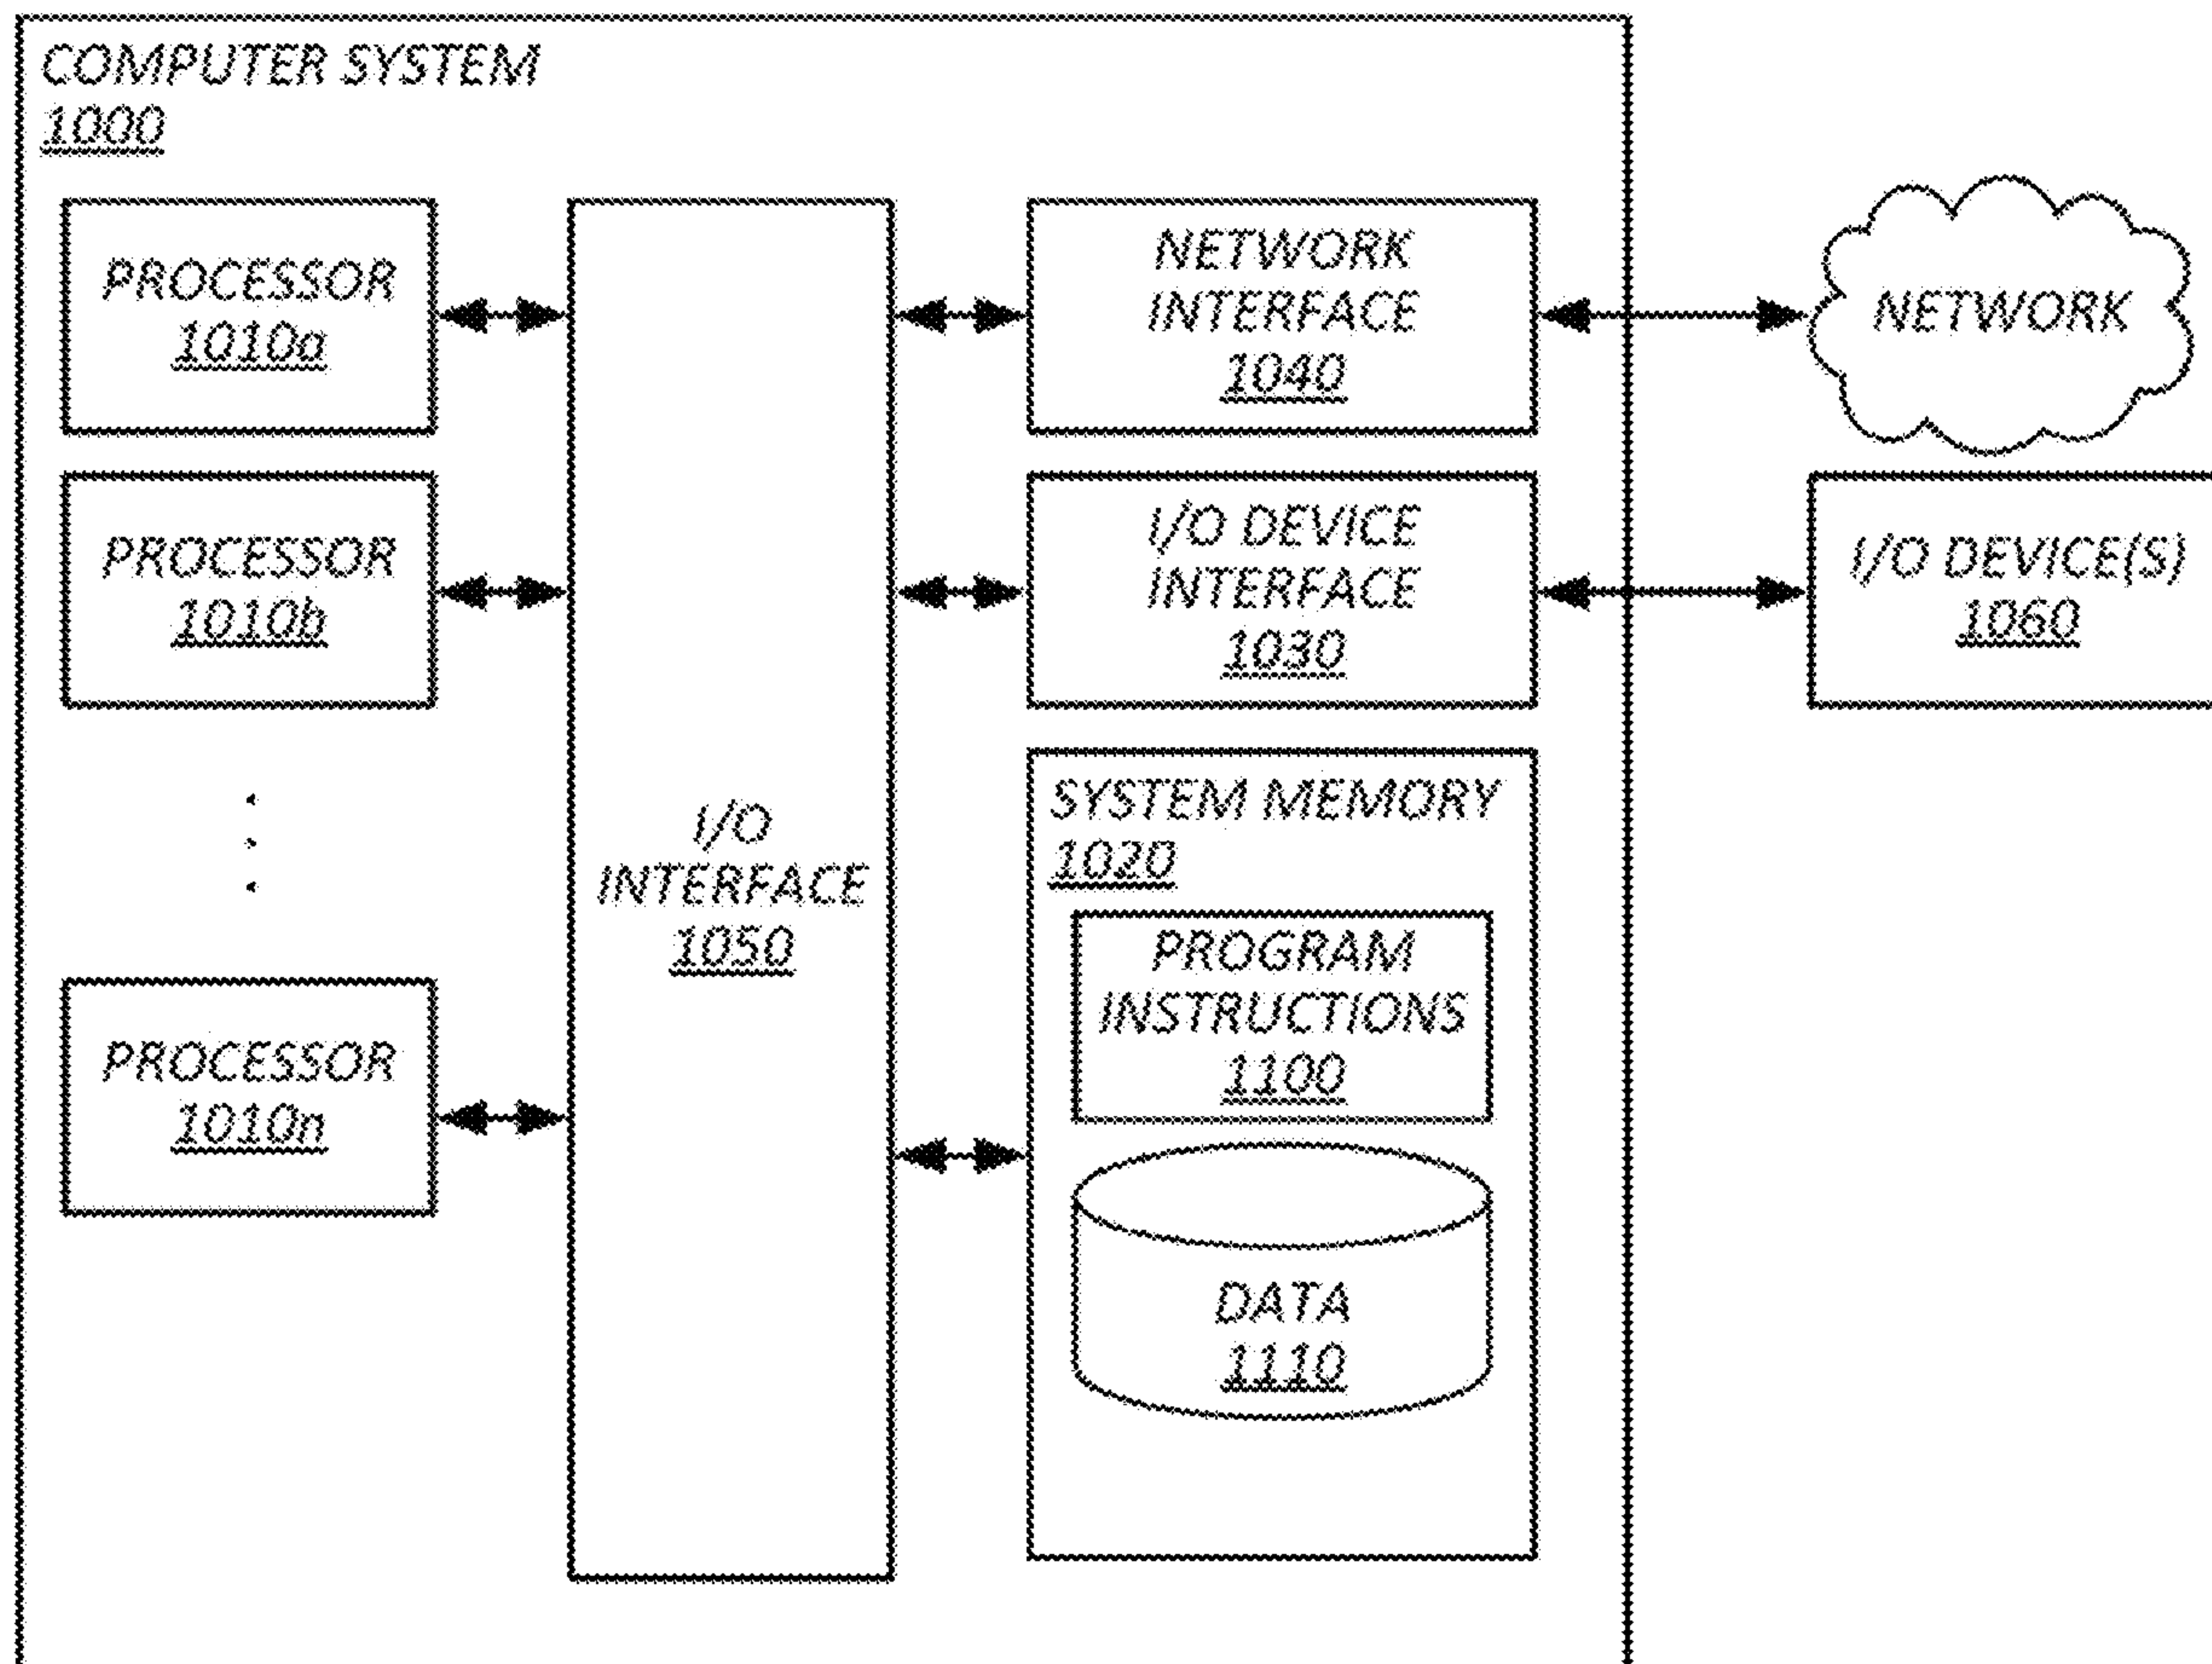 COMPUTER SYSTEM
1000
PROCESSOR
1010a
PROCESSOR
1010b
PROCESSOR
1010n
I/O
INTERFACE
1050
NETWORK
INTERFACE
1040
I/O DEVICE
INTERFACE
1030
SYSTEM MEMORY
1020
PROGRAM
INSTRUCTIONS
1100
DATA
1110
NETWORK
I/O DEVICE(S)
1060